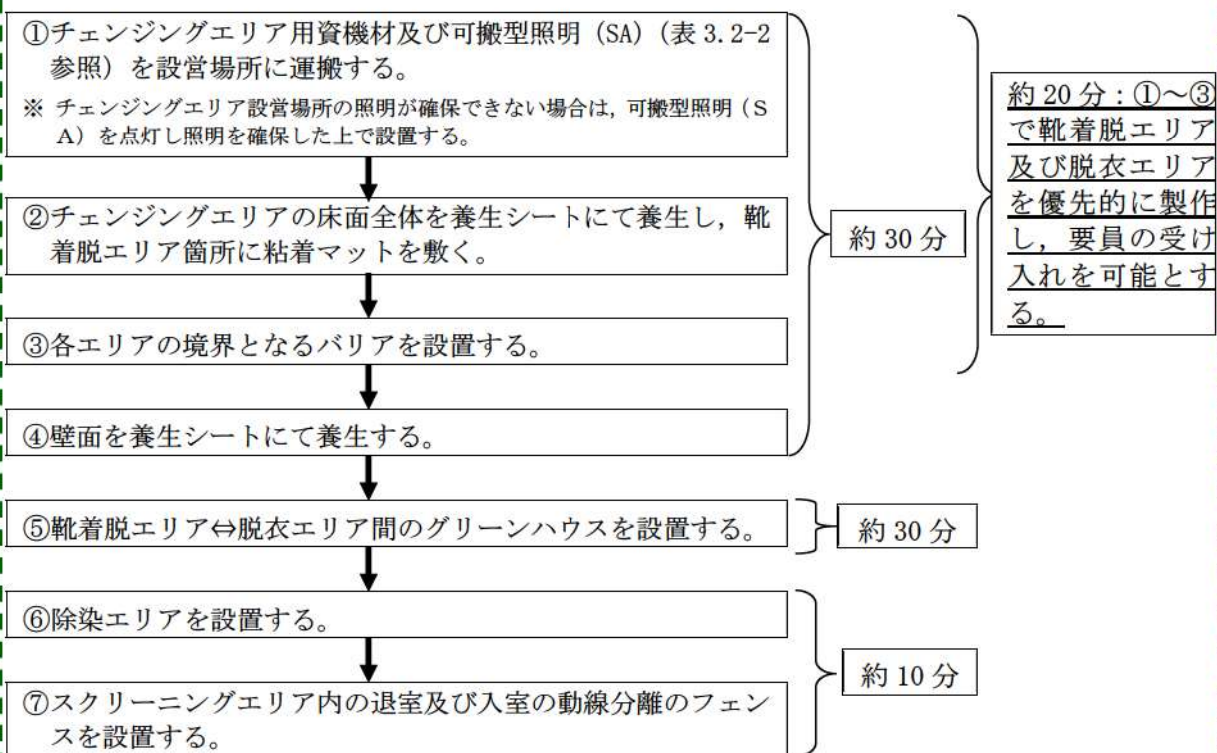 ①チェンジングエリア用資機材及び可搬型照明（SA）（表 3.2-2
参照）を設営場所に運搬する。
※ チェンジングエリア設営場所の照明が確保できない場合は，可搬型照明（Ｓ
Ａ）を点灯し照明を確保した上で設置する。
②チェンジングエリアの床面全体を養生シートにて養生し，靴
着脱エリア箇所に粘着マットを敷く。
③各エリアの境界となるバリアを設置する。
④壁面を養生シートにて養生する。
約 30 分
約 20 分：①～③
で靴着脱エリア
及び脱衣エリア
を優先的に製作
し，要員の受け
入れを可能とす
る。
⑤靴着脱エリア⇔脱衣エリア間のグリーンハウスを設置する。
約 30 分
⑥除染エリアを設置する。
⑦スクリーニングエリア内の退室及び入室の動線分離のフェン
スを設置する。
約 10 分